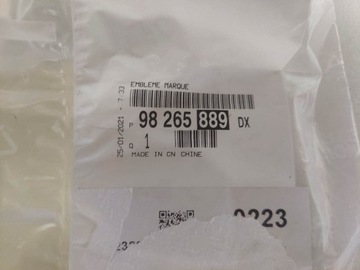 EMBLEME MARQUE
25/01/2021 - 7:33
P 98 265 889 DX
Q 1
MADE IN CN CHINE
0223